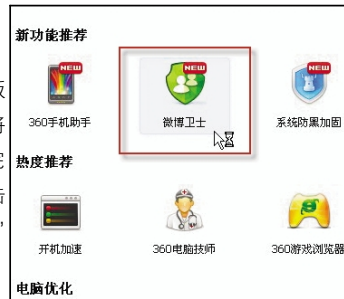 新功能推荐
NEW NEW NEW
360手机助手 微博卫士 系统防黑加固
热度推荐
开机加速 360电脑技师 360游戏浏览器
电脑优化